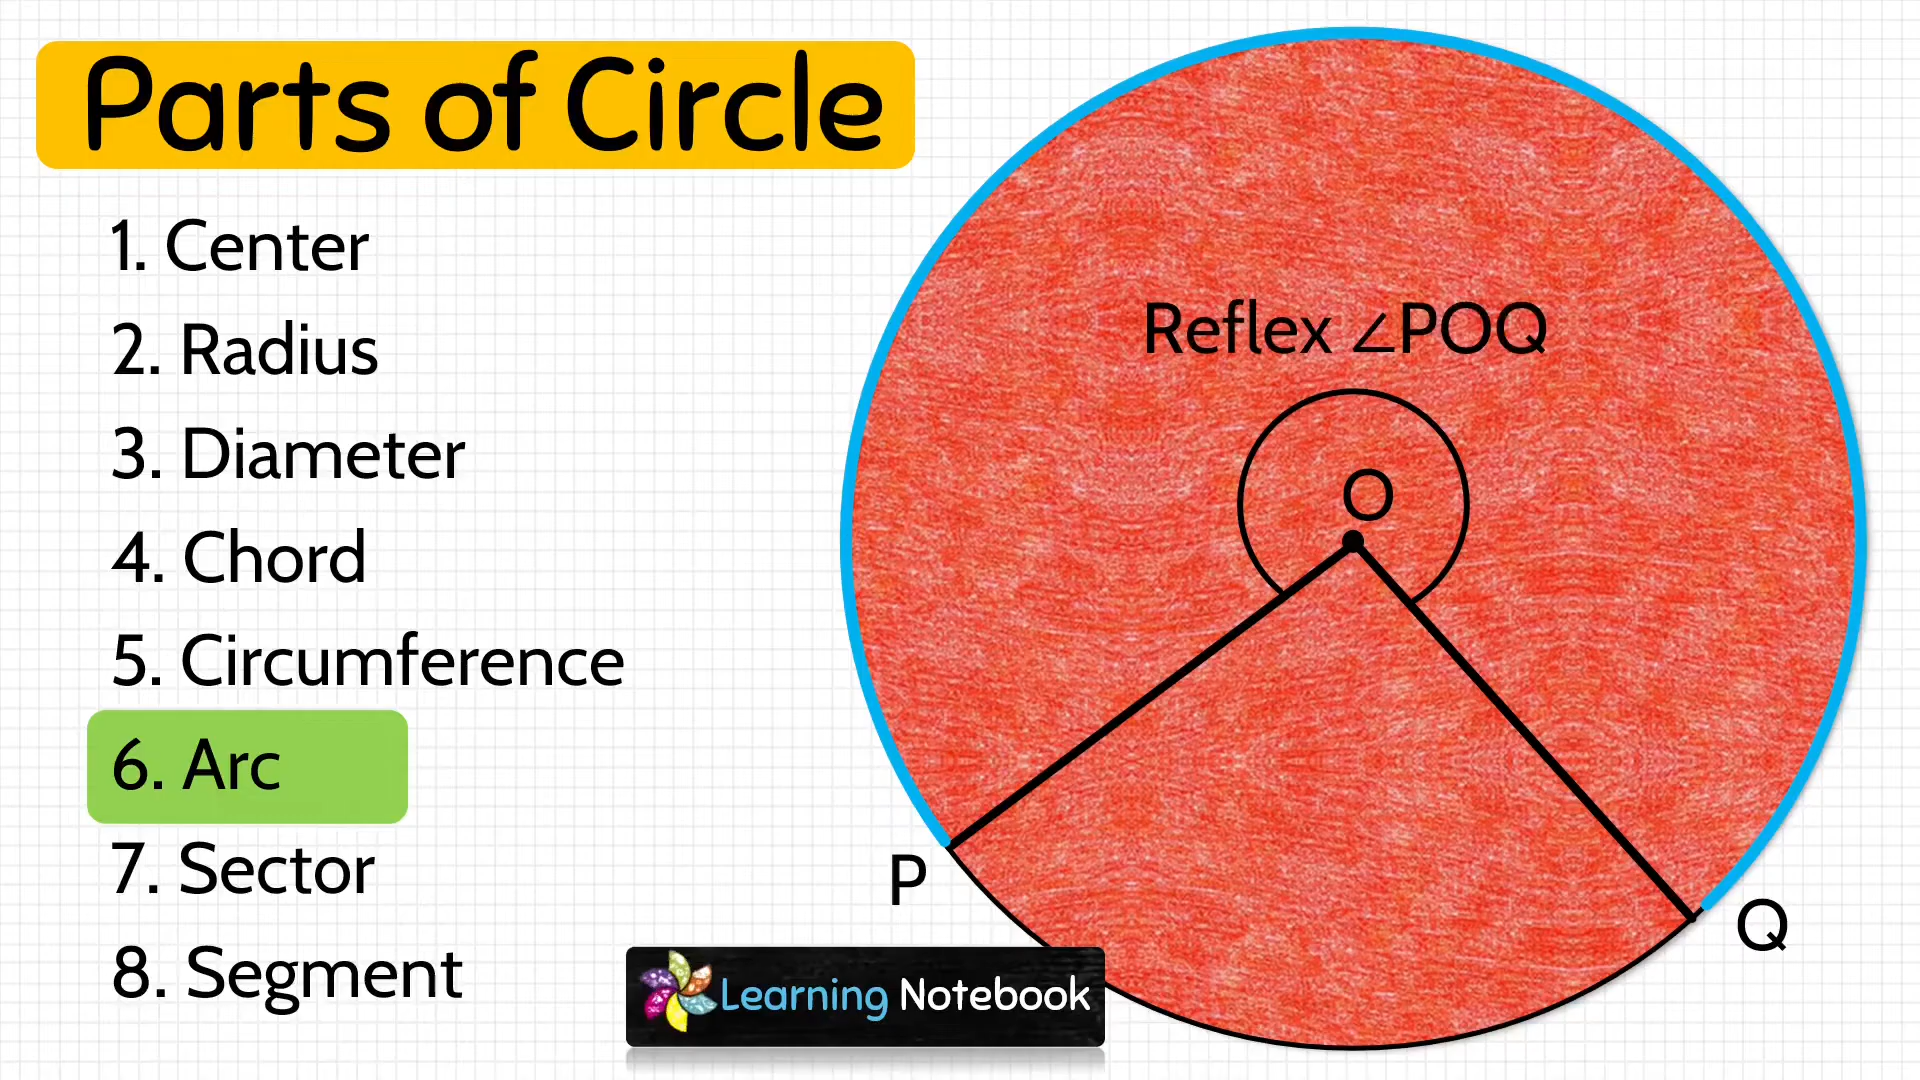 Parts of Circle
1. Center
2. Radius
3. Diameter
4. Chord
5. Circumference
6. Arc
7. Sector
8. Segment
Reflex ∠POQ
O
P
Q
Learning Notebook